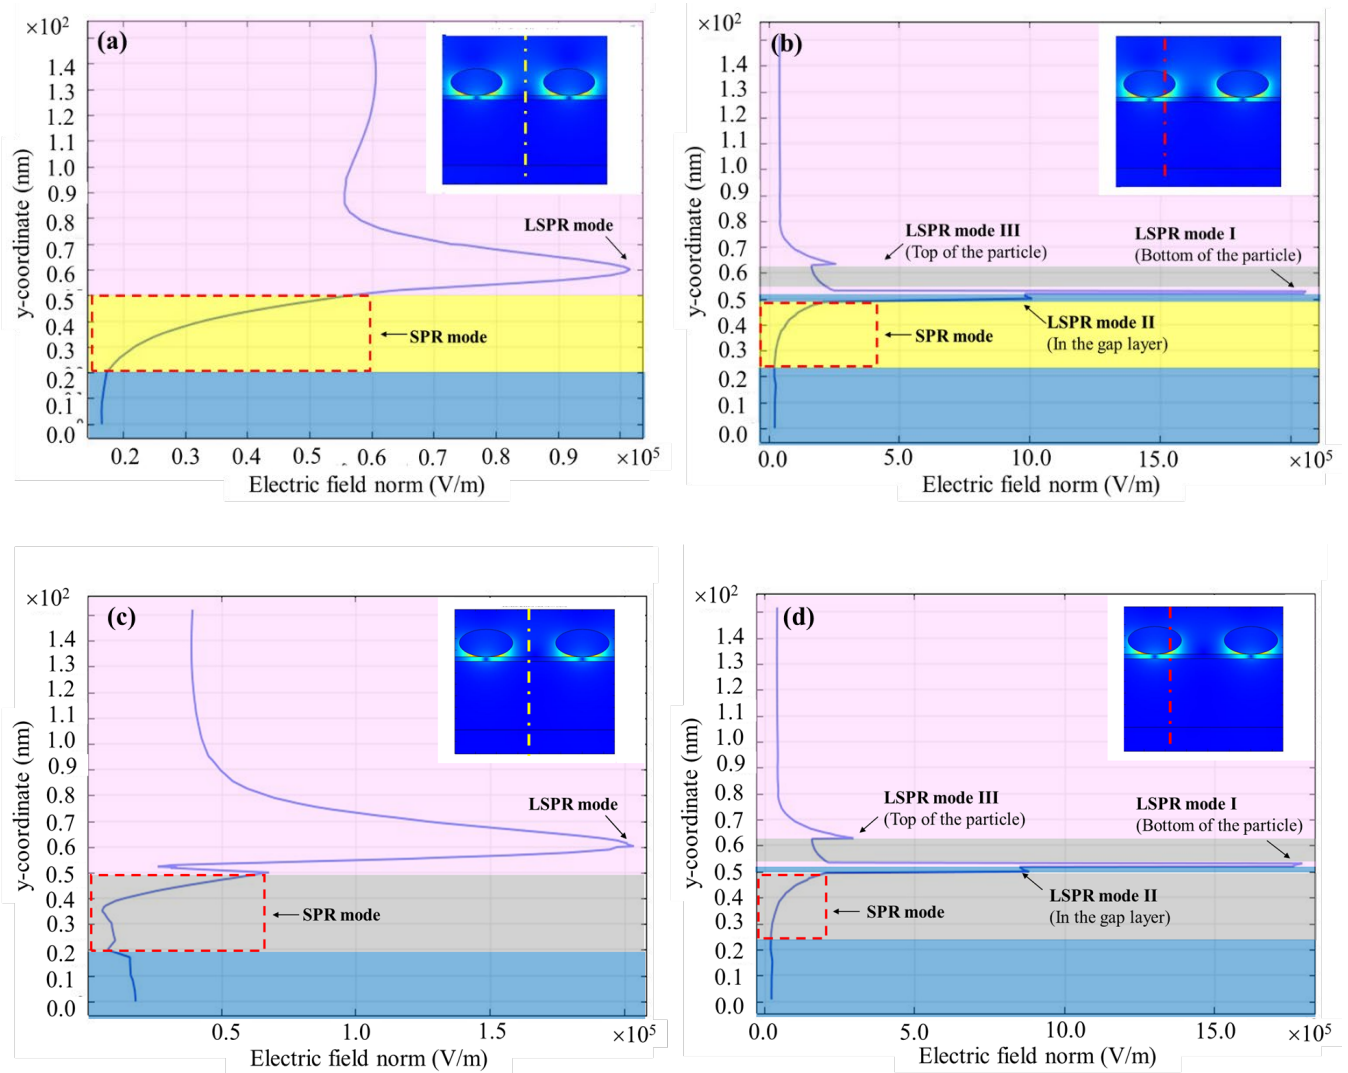 ×10²
(a)
1.4
1.3
1.2
1.1
1.0
0.9
0.8
0.7
0.6
0.5
0.4
0.3
0.2
0.1
0.0
y-coordinate (nm)
LSPR mode
SPR mode
0.2 0.3 0.4 0.5 0.6 0.7 0.8 0.9 ×10⁵
Electric field norm (V/m)
×10²
(b)
1.4
1.3
1.2
1.1
1.0
0.9
0.8
0.7
0.6
0.5
0.4
0.3
0.2
0.1
0.0
y-coordinate (nm)
LSPR mode III
(Top of the particle)
LSPR mode I
(Bottom of the particle)
LSPR mode II
(In the gap layer)
SPR mode
0.0 5.0 10.0 15.0 ×10⁵
Electric field norm (V/m)
×10²
(c)
1.4
1.3
1.2
1.1
1.0
0.9
0.8
0.7
0.6
0.5
0.4
0.3
0.2
0.1
0.0
y-coordinate (nm)
LSPR mode
SPR mode
0.5 1.0 1.5 ×10⁵
Electric field norm (V/m)
×10²
(d)
1.4
1.3
1.2
1.1
1.0
0.9
0.8
0.7
0.6
0.5
0.4
0.3
0.2
0.1
0.0
y-coordinate (nm)
LSPR mode III
(Top of the particle)
LSPR mode I
(Bottom of the particle)
LSPR mode II
(In the gap layer)
SPR mode
0.0 5.0 10.0 15.0 ×10⁵
Electric field norm (V/m)